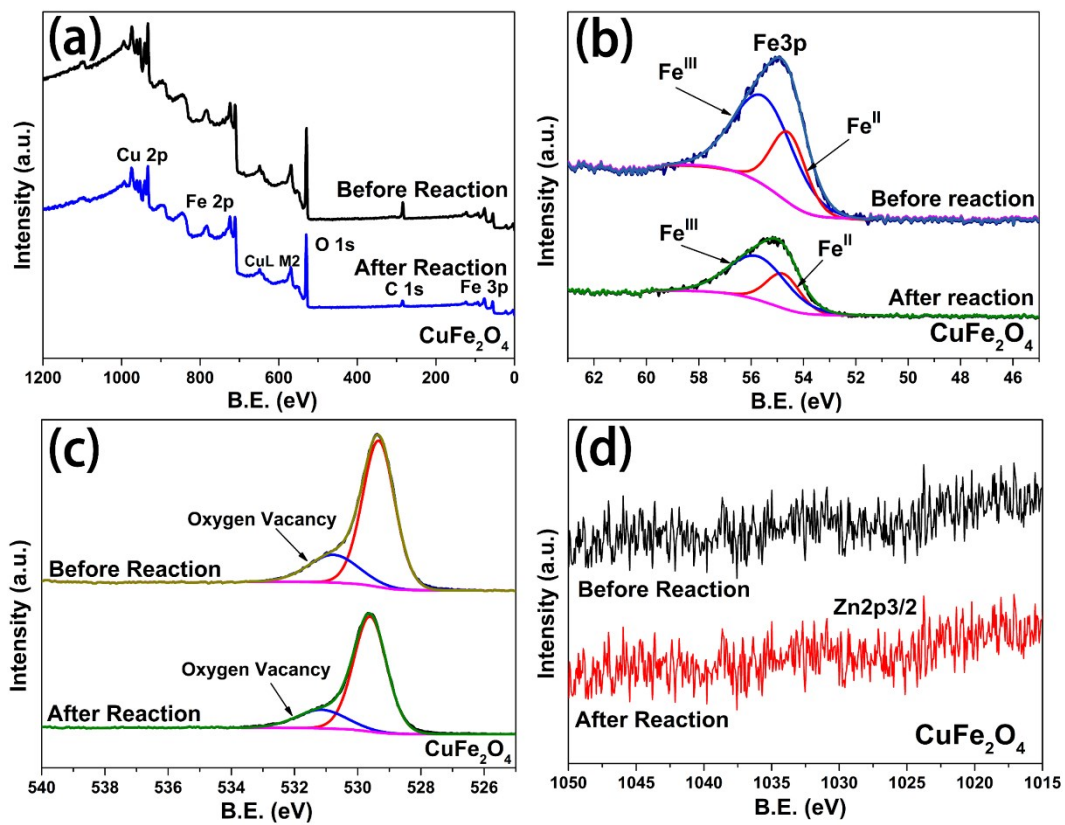 (a)
Intensity (a.u.)
Cu 2p
Fe 2p
Before Reaction
CuL M2
O 1s
After Reaction
C 1s
Fe 3p
CuFe₂O₄
1200 1000 800 600 400 200 0
B.E. (eV)
(b)
Intensity (a.u.)
Fe3p
Feᴵᴵᴵ
Feᴵᴵ
Before reaction
Feᴵᴵᴵ
Feᴵᴵ
After reaction
CuFe₂O₄
62 60 58 56 54 52 50 48 46
B.E. (eV)
(c)
Intensity (a.u.)
Oxygen Vacancy
Before Reaction
Oxygen Vacancy
After Reaction
CuFe₂O₄
540 538 536 534 532 530 528 526
B.E. (eV)
(d)
Intensity (a.u.)
Before Reaction
Zn2p3/2
After Reaction
CuFe₂O₄
1050 1045 1040 1035 1030 1025 1020 1015
B.E. (eV)